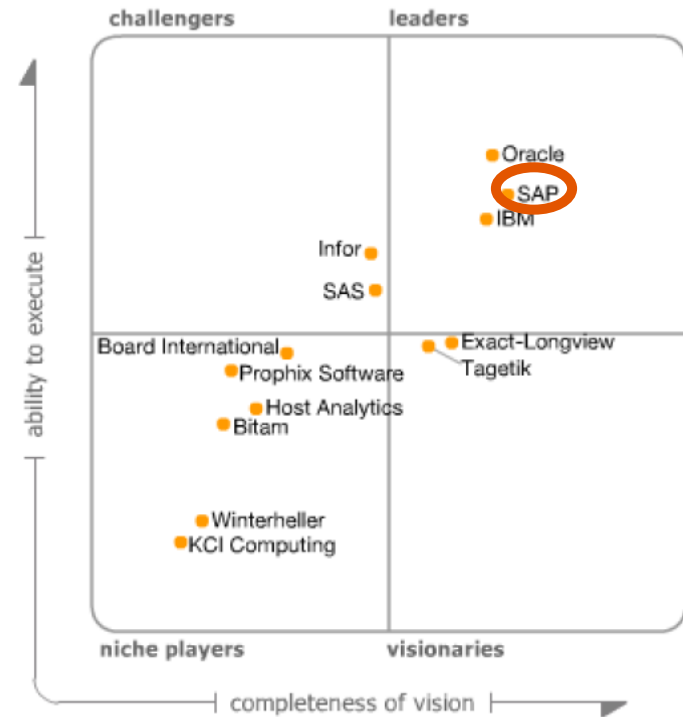 challengers
leaders
Oracle
SAP
IBM
Infor
SAS
ability to execute
Board International
Exact-Longview
Tagetik
Prophix Software
Host Analytics
Bitam
Winterheller
KCI Computing
niche players
visionaries
completeness of vision